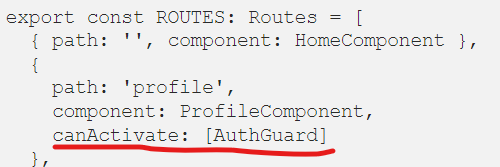 export const ROUTES: Routes = [
{ path: '', component: HomeComponent },
{
path: 'profile',
component: ProfileComponent,
canActivate: [AuthGuard]
},